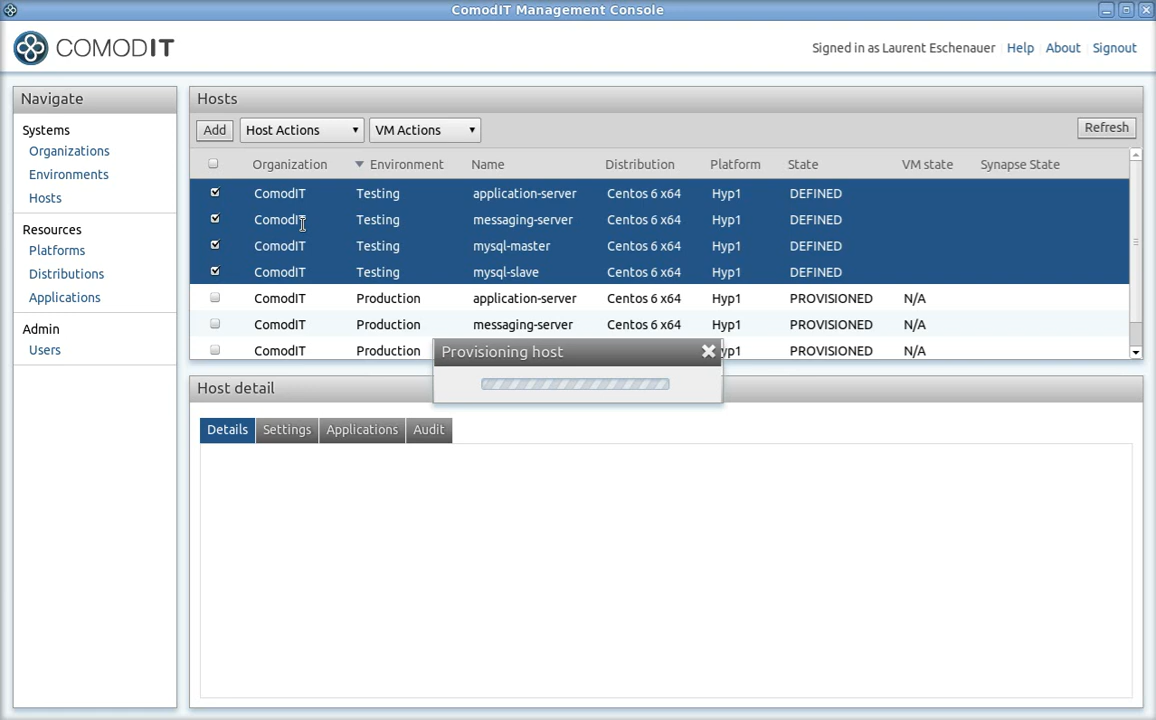 ComodIT Management Console
COMODIT
Signed in as Laurent Eschenauer Help About Signout
Navigate
Systems
Organizations
Environments
Hosts
Resources
Platforms
Distributions
Applications
Admin
Users
Hosts
Add Host Actions VM Actions Refresh
Organization Environment Name Distribution Platform State VM state Synapse State
ComodIT Testing application-server Centos 6 x64 Hyp1 DEFINED
ComodIT Testing messaging-server Centos 6 x64 Hyp1 DEFINED
ComodIT Testing mysql-master Centos 6 x64 Hyp1 DEFINED
ComodIT Testing mysql-slave Centos 6 x64 Hyp1 DEFINED
ComodIT Production application-server Centos 6 x64 Hyp1 PROVISIONED N/A
ComodIT Production messaging-server Centos 6 x64 Hyp1 PROVISIONED N/A
ComodIT Production yp1 PROVISIONED N/A
Provisioning host
Host detail
Details Settings Applications Audit